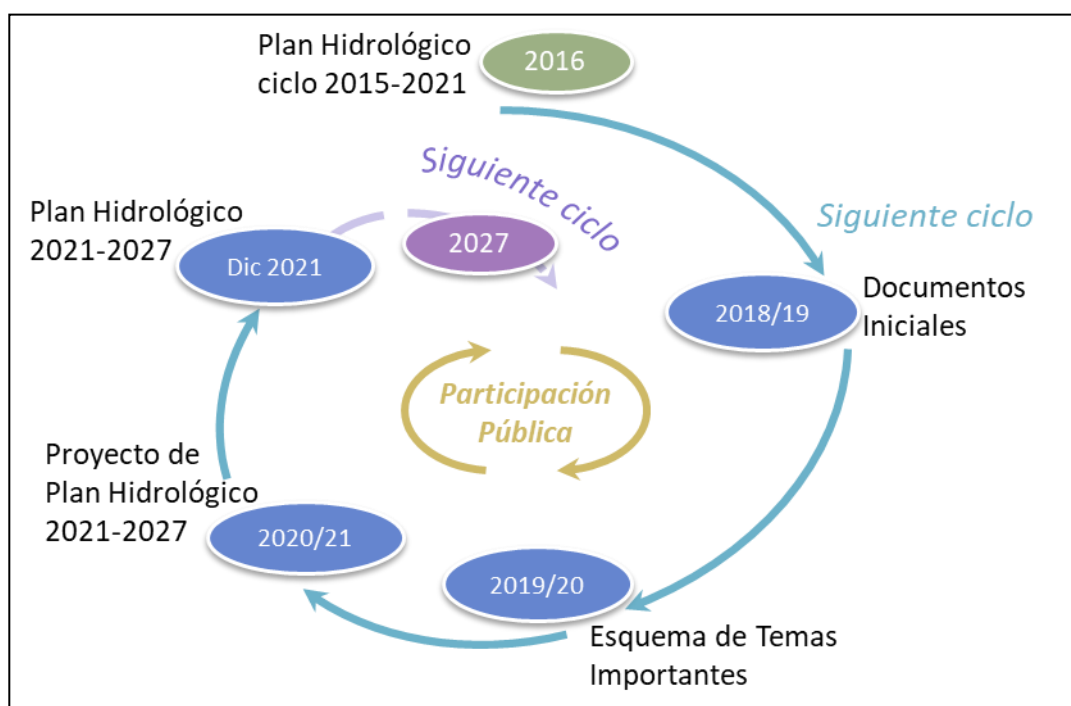 Plan Hidrológico
ciclo 2015-2021
2016
Siguiente ciclo
2018/19
Documentos
Iniciales
2019/20
Esquema de Temas
Importantes
2020/21
Proyecto de
Plan Hidrológico
2021-2027
Plan Hidrológico
2021-2027
Dic 2021
Siguiente ciclo
2027
Participación
Pública